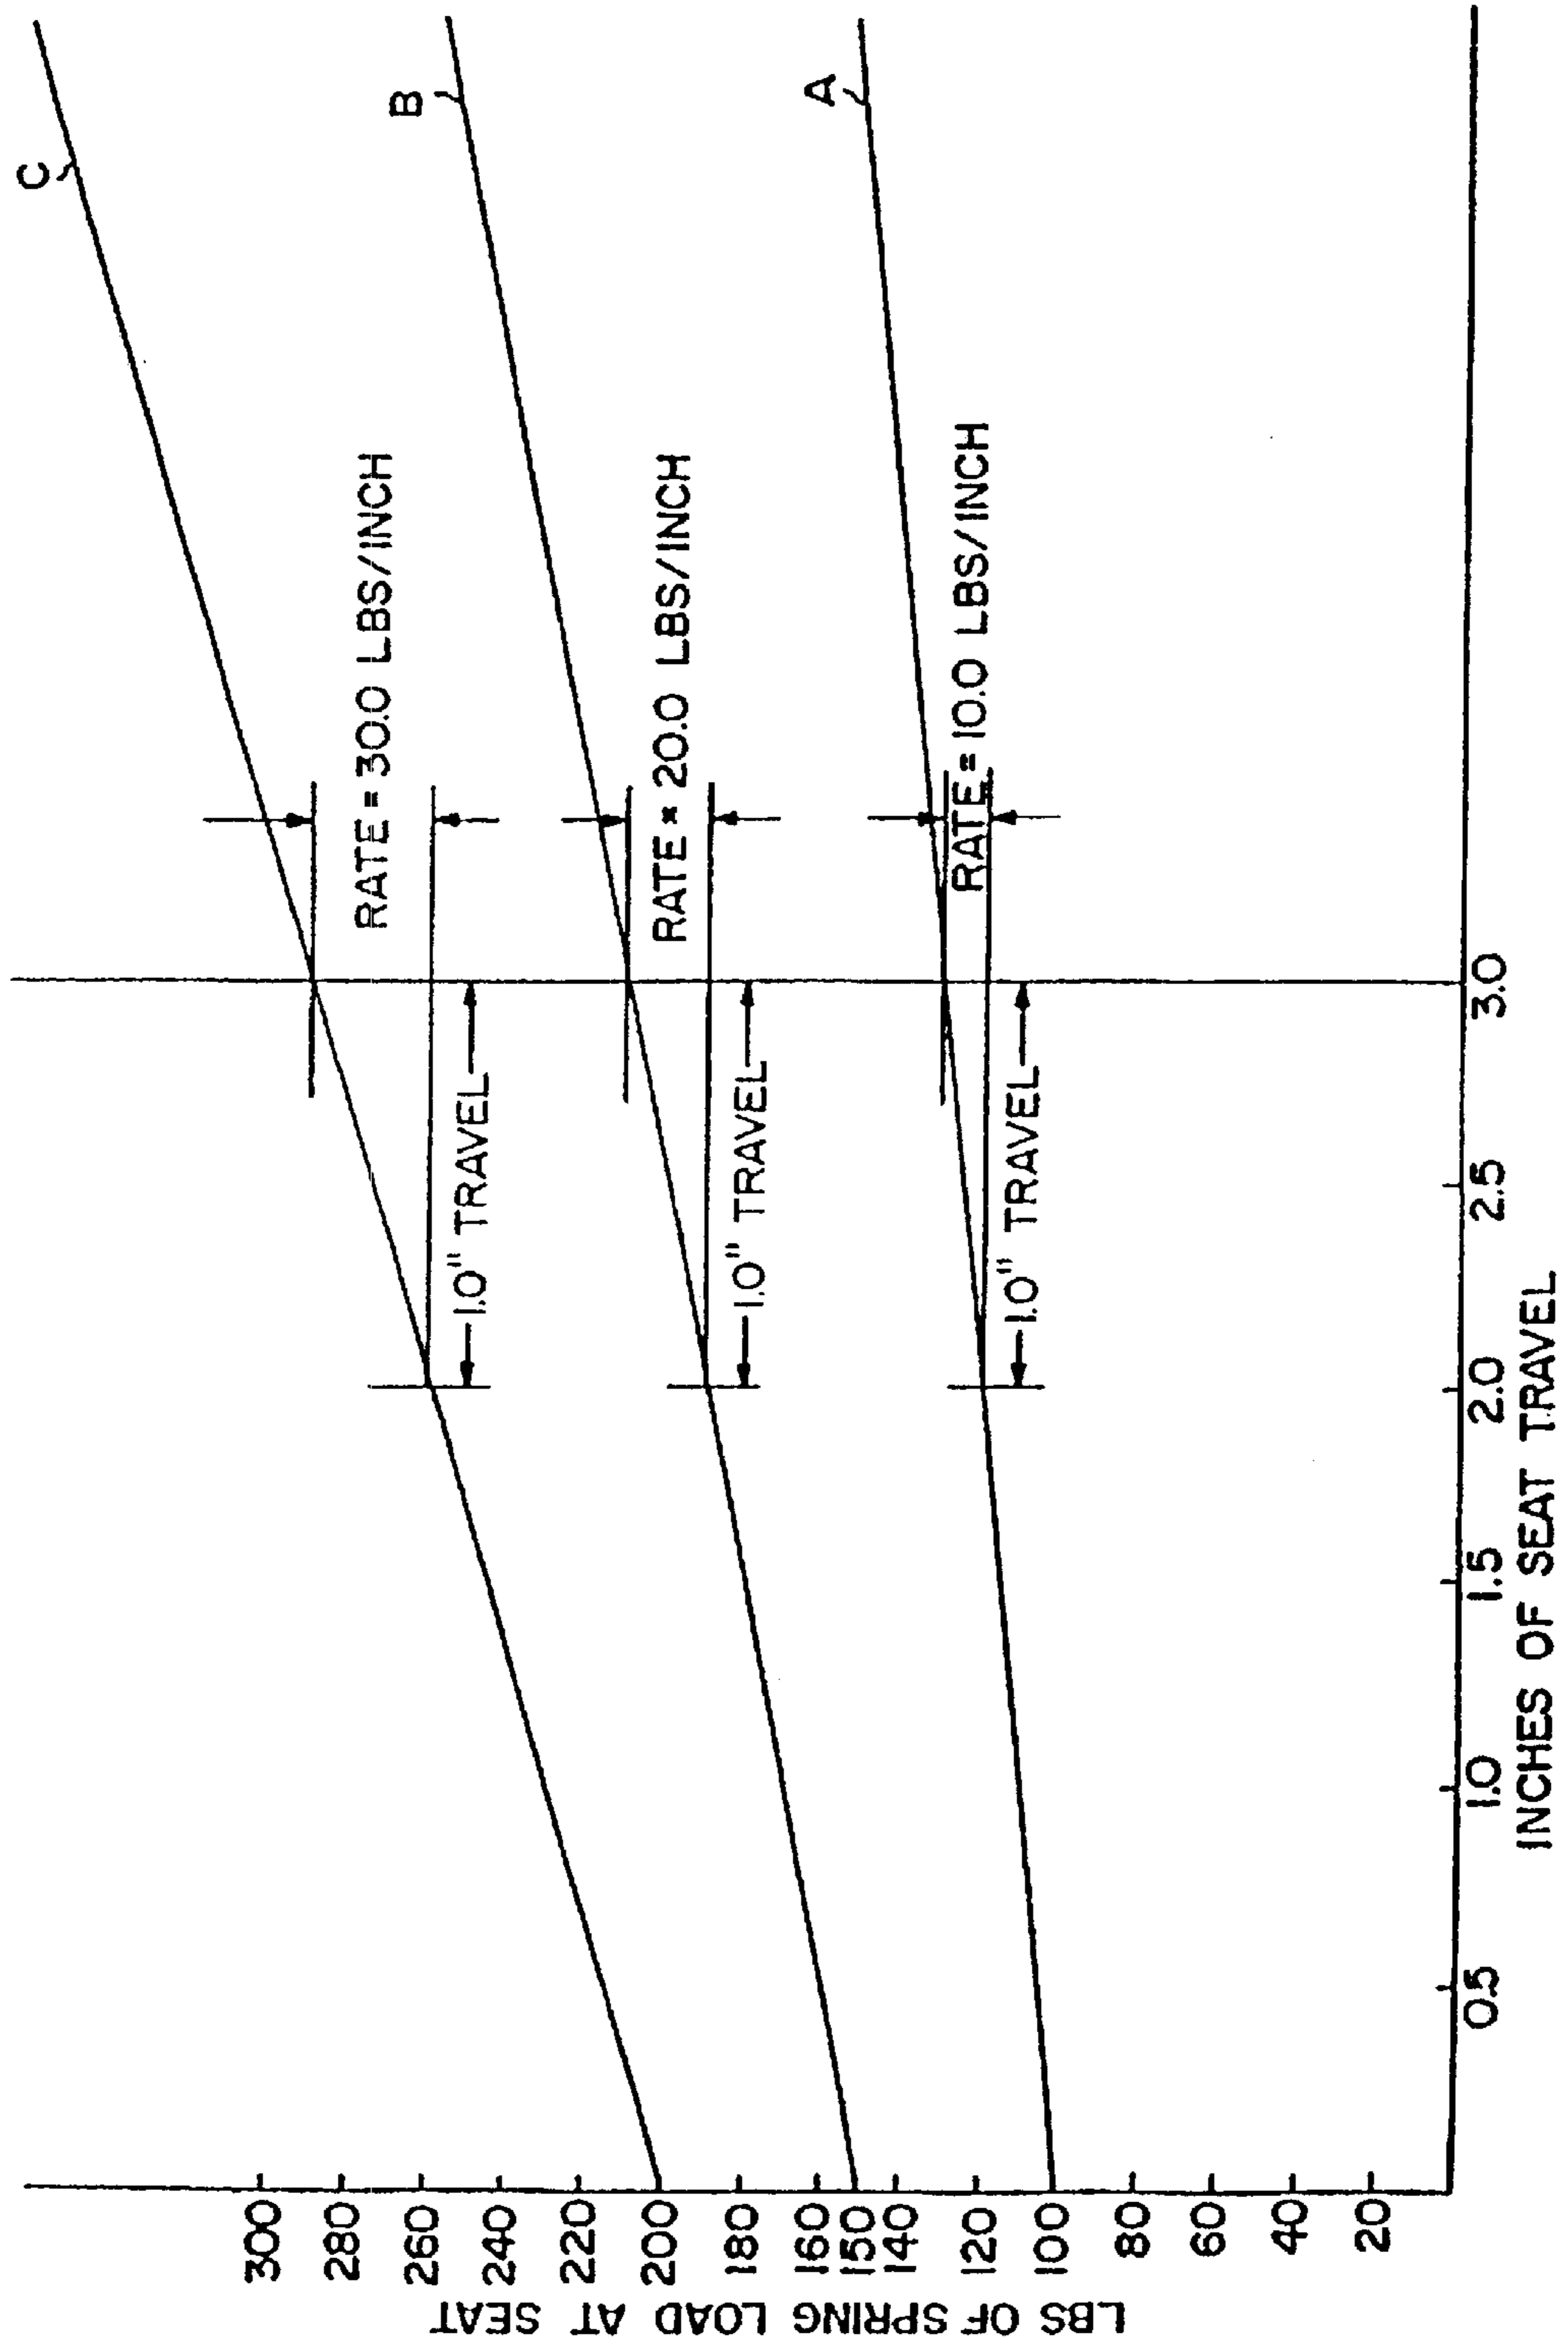 C
B
A
RATE = 30.0 LBS/INCH
RATE = 20.0 LBS/INCH
RATE = 10.0 LBS/INCH
1.0" TRAVEL
1.0" TRAVEL
1.0" TRAVEL
LBS OF SPRING LOAD AT SEAT
300
280
260
240
220
200
180
160
150
140
120
100
80
60
40
20
0.5
1.0
1.5
2.0
2.5
3.0
INCHES OF SEAT TRAVEL